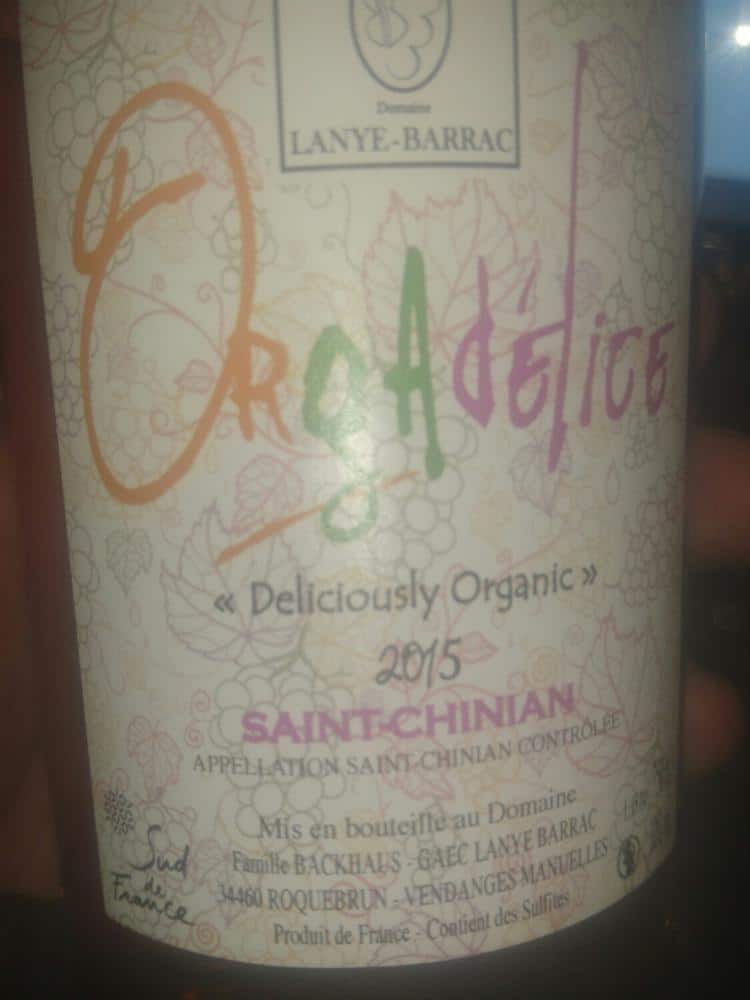 Domaine
LANYE-BARRAC
OrgAdélice
« Deliciously Organic »
2015
SAINT-CHINIAN
APPELLATION SAINT-CHINIAN CONTRÔLÉE
Mis en bouteille au Domaine
Famille BACKHAUS - GAEC LANYE BARRAC
34460 ROQUEBRUN - VENDANGES MANUELLES
Produit de France - Contient des Sulfites
Sud
de
France